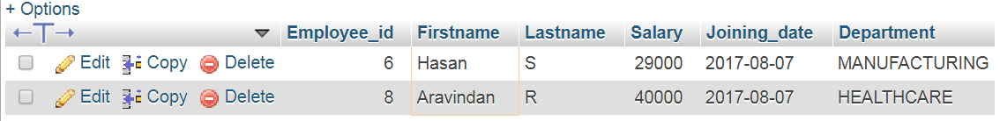 + Options
←T→ Employee_id Firstname Lastname Salary Joining_date Department
Edit Copy Delete 6 Hasan S 29000 2017-08-07 MANUFACTURING
Edit Copy Delete 8 Aravindan R 40000 2017-08-07 HEALTHCARE